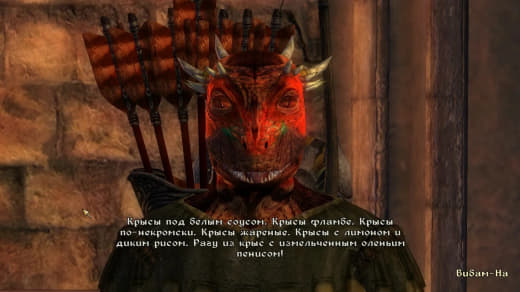 Крысы под белым соусом. Крысы фламбе. Крысы
по-некромски. Крысы жареные. Крысы с лимоном и
диким рисом. Рагу из крыс с измельченным оленьим
пенисом!
Вибам-На